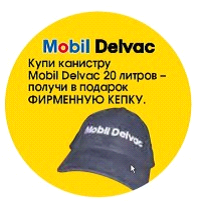 Mobil Delvac
Купи канистру
Mobil Delvac 20 литров –
получи в подарок
ФИРМЕННУЮ КЕПКУ.
Mobil Delvac